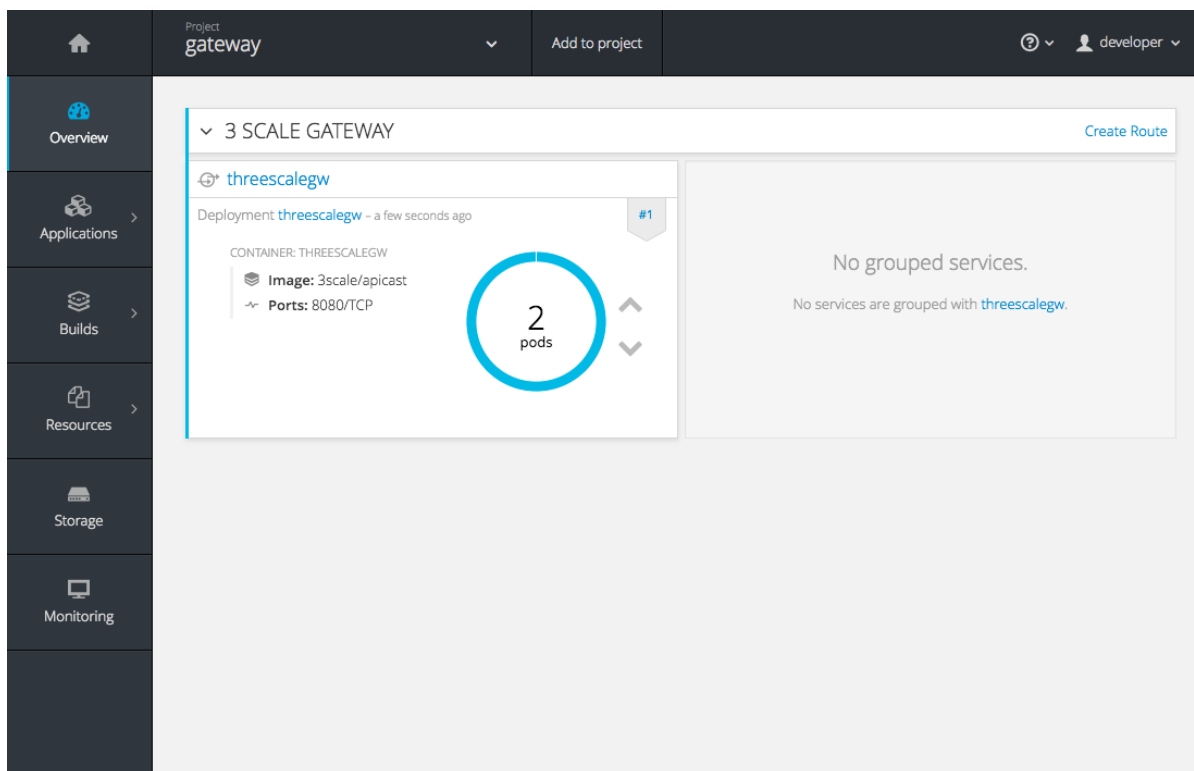 Project
gateway
Add to project
developer
Overview
Applications
Builds
Resources
Storage
Monitoring
3 SCALE GATEWAY
Create Route
threescalegw
Deployment threescalegw – a few seconds ago
#1
CONTAINER: THREESCALEGW
Image: 3scale/apicast
Ports: 8080/TCP
2
pods
No grouped services.
No services are grouped with threescalegw.